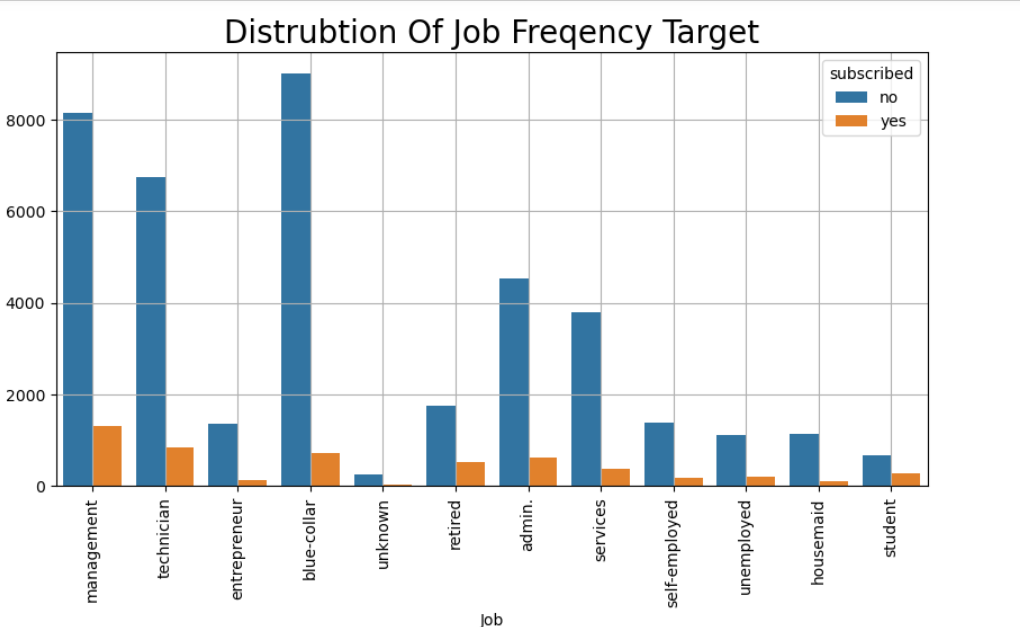 Distrubtion Of Job Freqency Target
subscribed
no
yes
8000
6000
4000
2000
0
management
technician
entrepreneur
blue-collar
unknown
retired
admin.
services
self-employed
unemployed
housemaid
student
Job